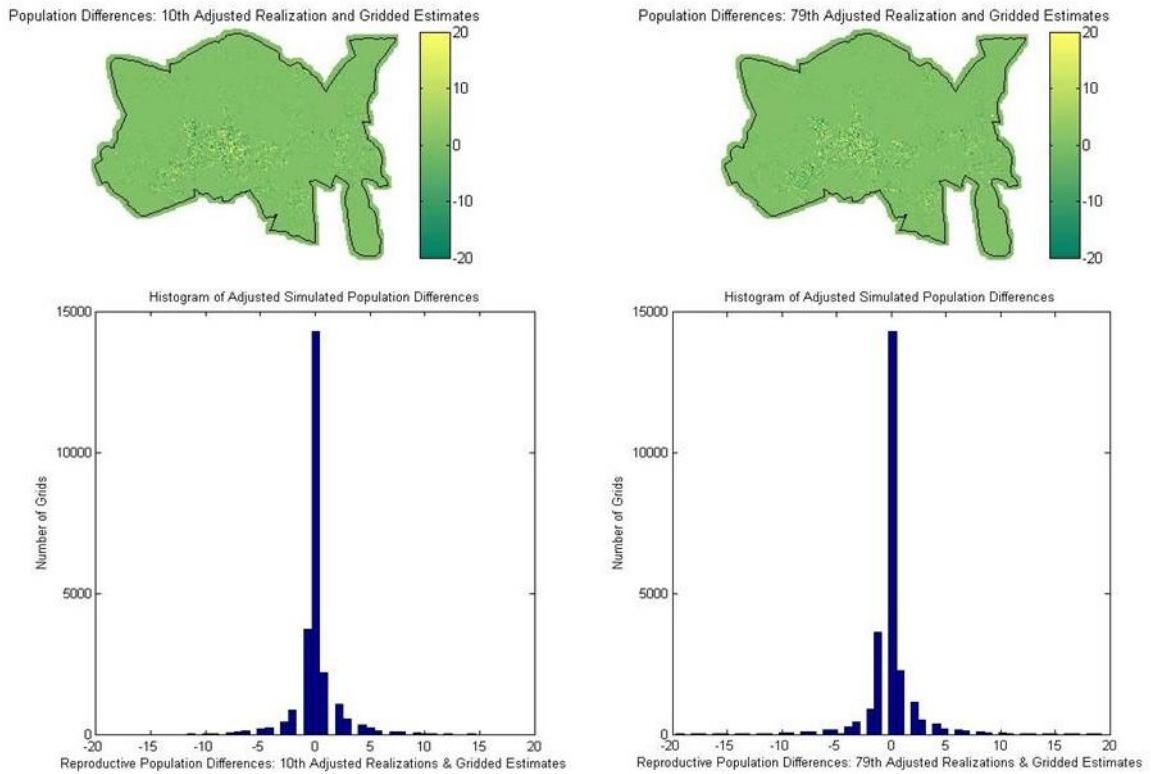 Population Differences: 10th Adjusted Realization and Gridded Estimates
20
10
0
-10
-20
Population Differences: 79th Adjusted Realization and Gridded Estimates
20
10
0
-10
-20
Histogram of Adjusted Simulated Population Differences
15000
10000
5000
0
Number of Grids
-20 -15 -10 -5 0 5 10 15 20
Reproductive Population Differences: 10th Adjusted Realizations & Gridded Estimates
Histogram of Adjusted Simulated Population Differences
15000
10000
5000
0
Number of Grids
-20 -15 -10 -5 0 5 10 15 20
Reproductive Population Differences: 79th Adjusted Realizations & Gridded Estimates